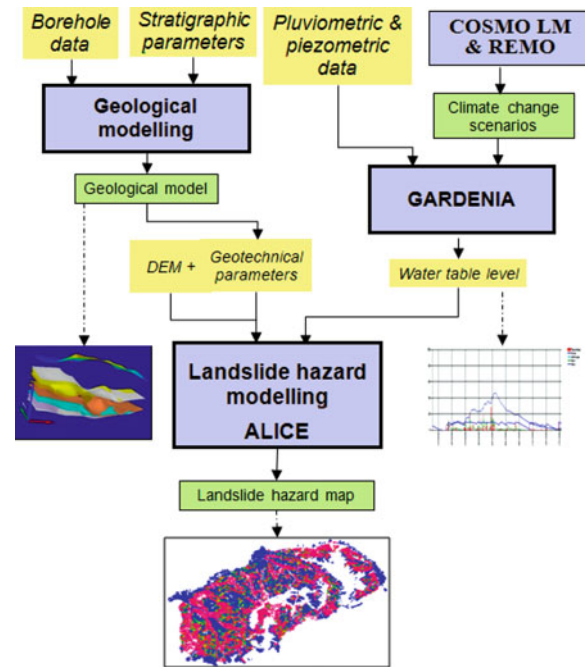 Borehole
data
Stratigraphic
parameters
Pluviometric &
piezometric
data
COSMO LM
& REMO
Geological
modelling
Climate change
scenarios
Geological model
GARDENIA
DEM +
Geotechnical
parameters
Water table level
Landslide hazard
modelling
ALICE
Landslide hazard map